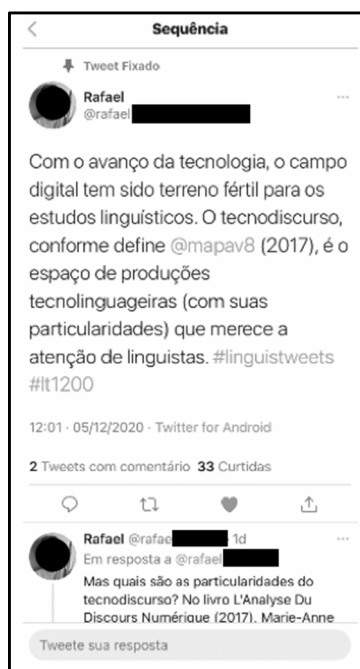 Sequência
Tweet Fixado
Rafael
@rafael
Com o avanço da tecnologia, o campo
digital tem sido terreno fértil para os
estudos linguísticos. O tecnodiscurso,
conforme define @mapav8 (2017), é o
espaço de produções
tecnolinguageiras (com suas
particularidades) que merece a
atenção de linguistas. #linguistweets
#lt1200
12:01 · 05/12/2020 · Twitter for Android
2 Tweets com comentário 33 Curtidas
Rafael @rafae 1d
Em resposta a @rafael
Mas quais são as particularidades do
tecnodiscurso? No livro L'Analyse Du
Discours Numérique (2017), Marie-Anne
Tweete sua resposta